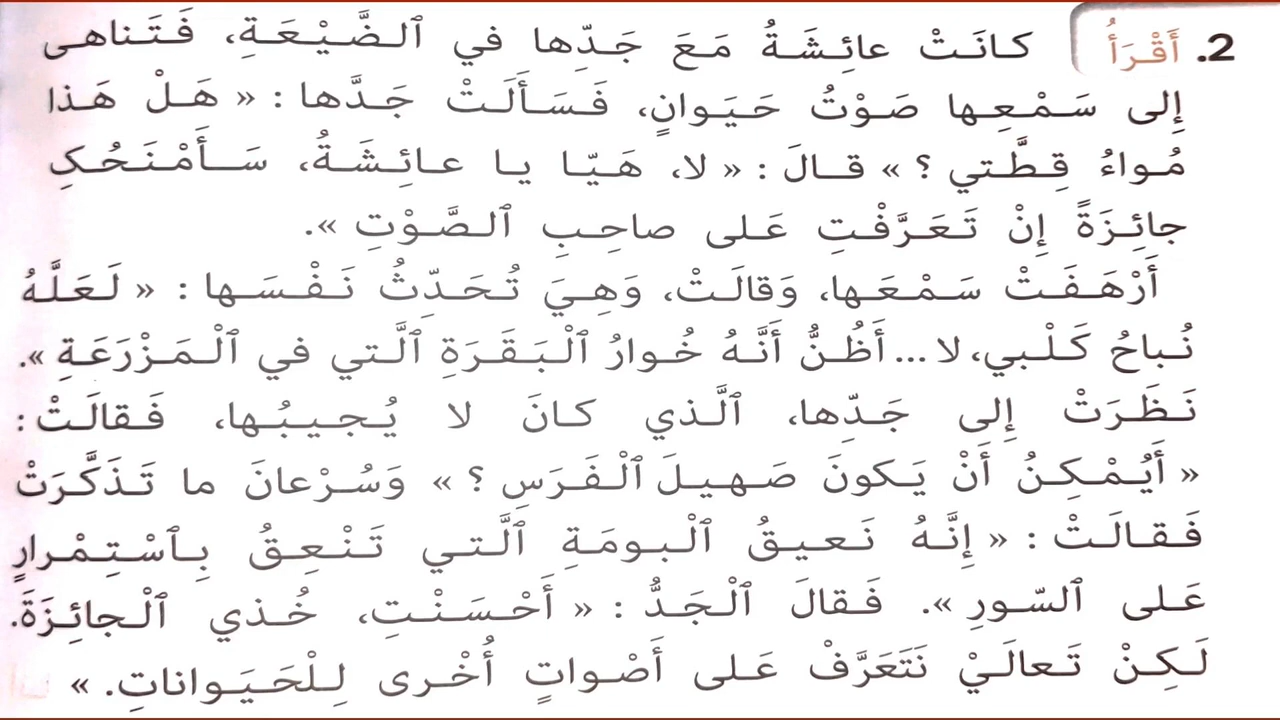 2. أَقْرَأُ كانَتْ عائِشَةُ مَعَ جَدِّها في ٱلضَّيْعَةِ، فَتَناهى
إِلى سَمْعِها صَوْتُ حَيَوانٍ، فَسَأَلَتْ جَدَّها : « هَلْ هَذا
مُواءُ قِطَّتي ؟ » قالَ : « لا، هَيّا يا عائِشَةُ، سَأَمْنَحُكِ
جائِزَةً إِنْ تَعَرَّفْتِ عَلى صاحِبِ ٱلصَّوْتِ ».
أَرْهَفَتْ سَمْعَها، وَقالَتْ، وَهِيَ تُحَدِّثُ نَفْسَها : « لَعَلَّهُ
نُباحُ كَلْبي، لا ... أَظُنُّ أَنَّهُ خُوارُ ٱلْبَقَرَةِ ٱلَّتي في ٱلْمَزْرَعَةِ ».
نَظَرَتْ إِلى جَدِّها، ٱلَّذي كانَ لا يُجيبُها، فَقالَتْ :
« أَيُمْكِنُ أَنْ يَكونَ صَهيلَ ٱلْفَرَسِ ؟ » وَسُرْعانَ ما تَذَكَّرَتْ
فَقالَتْ : « إِنَّهُ نَعيقُ ٱلْبومَةِ ٱلَّتي تَنْعِقُ بِٱسْتِمْرارٍ
عَلى ٱلسّورِ ». فَقالَ ٱلْجَدُّ : « أَحْسَنْتِ، خُذي ٱلْجائِزَةَ.
لَكِنْ تَعالَيْ نَتَعَرَّفْ عَلى أَصْواتٍ أُخْرى لِلْحَيَواناتِ. »